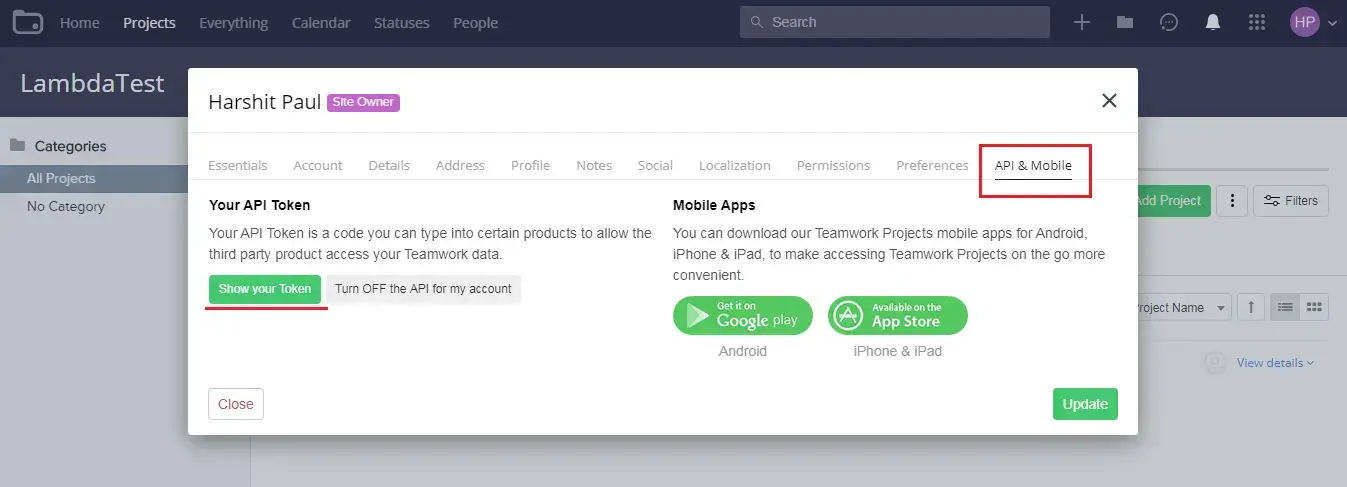 Home Projects Everything Calendar Statuses People Search HP
LambdaTest
Harshit Paul Site Owner
Categories
All Projects
No Category
Essentials Account Details Address Profile Notes Social Localization Permissions Preferences API & Mobile
Add Project Filters
Your API Token
Your API Token is a code you can type into certain products to allow the
third party product access your Teamwork data.
Show your Token Turn OFF the API for my account
Mobile Apps
You can download our Teamwork Projects mobile apps for Android,
iPhone & iPad, to make accessing Teamwork Projects on the go more
convenient.
Get it on
Google play
Available on the
App Store
Android iPhone & iPad
roject Name
View details
Close Update